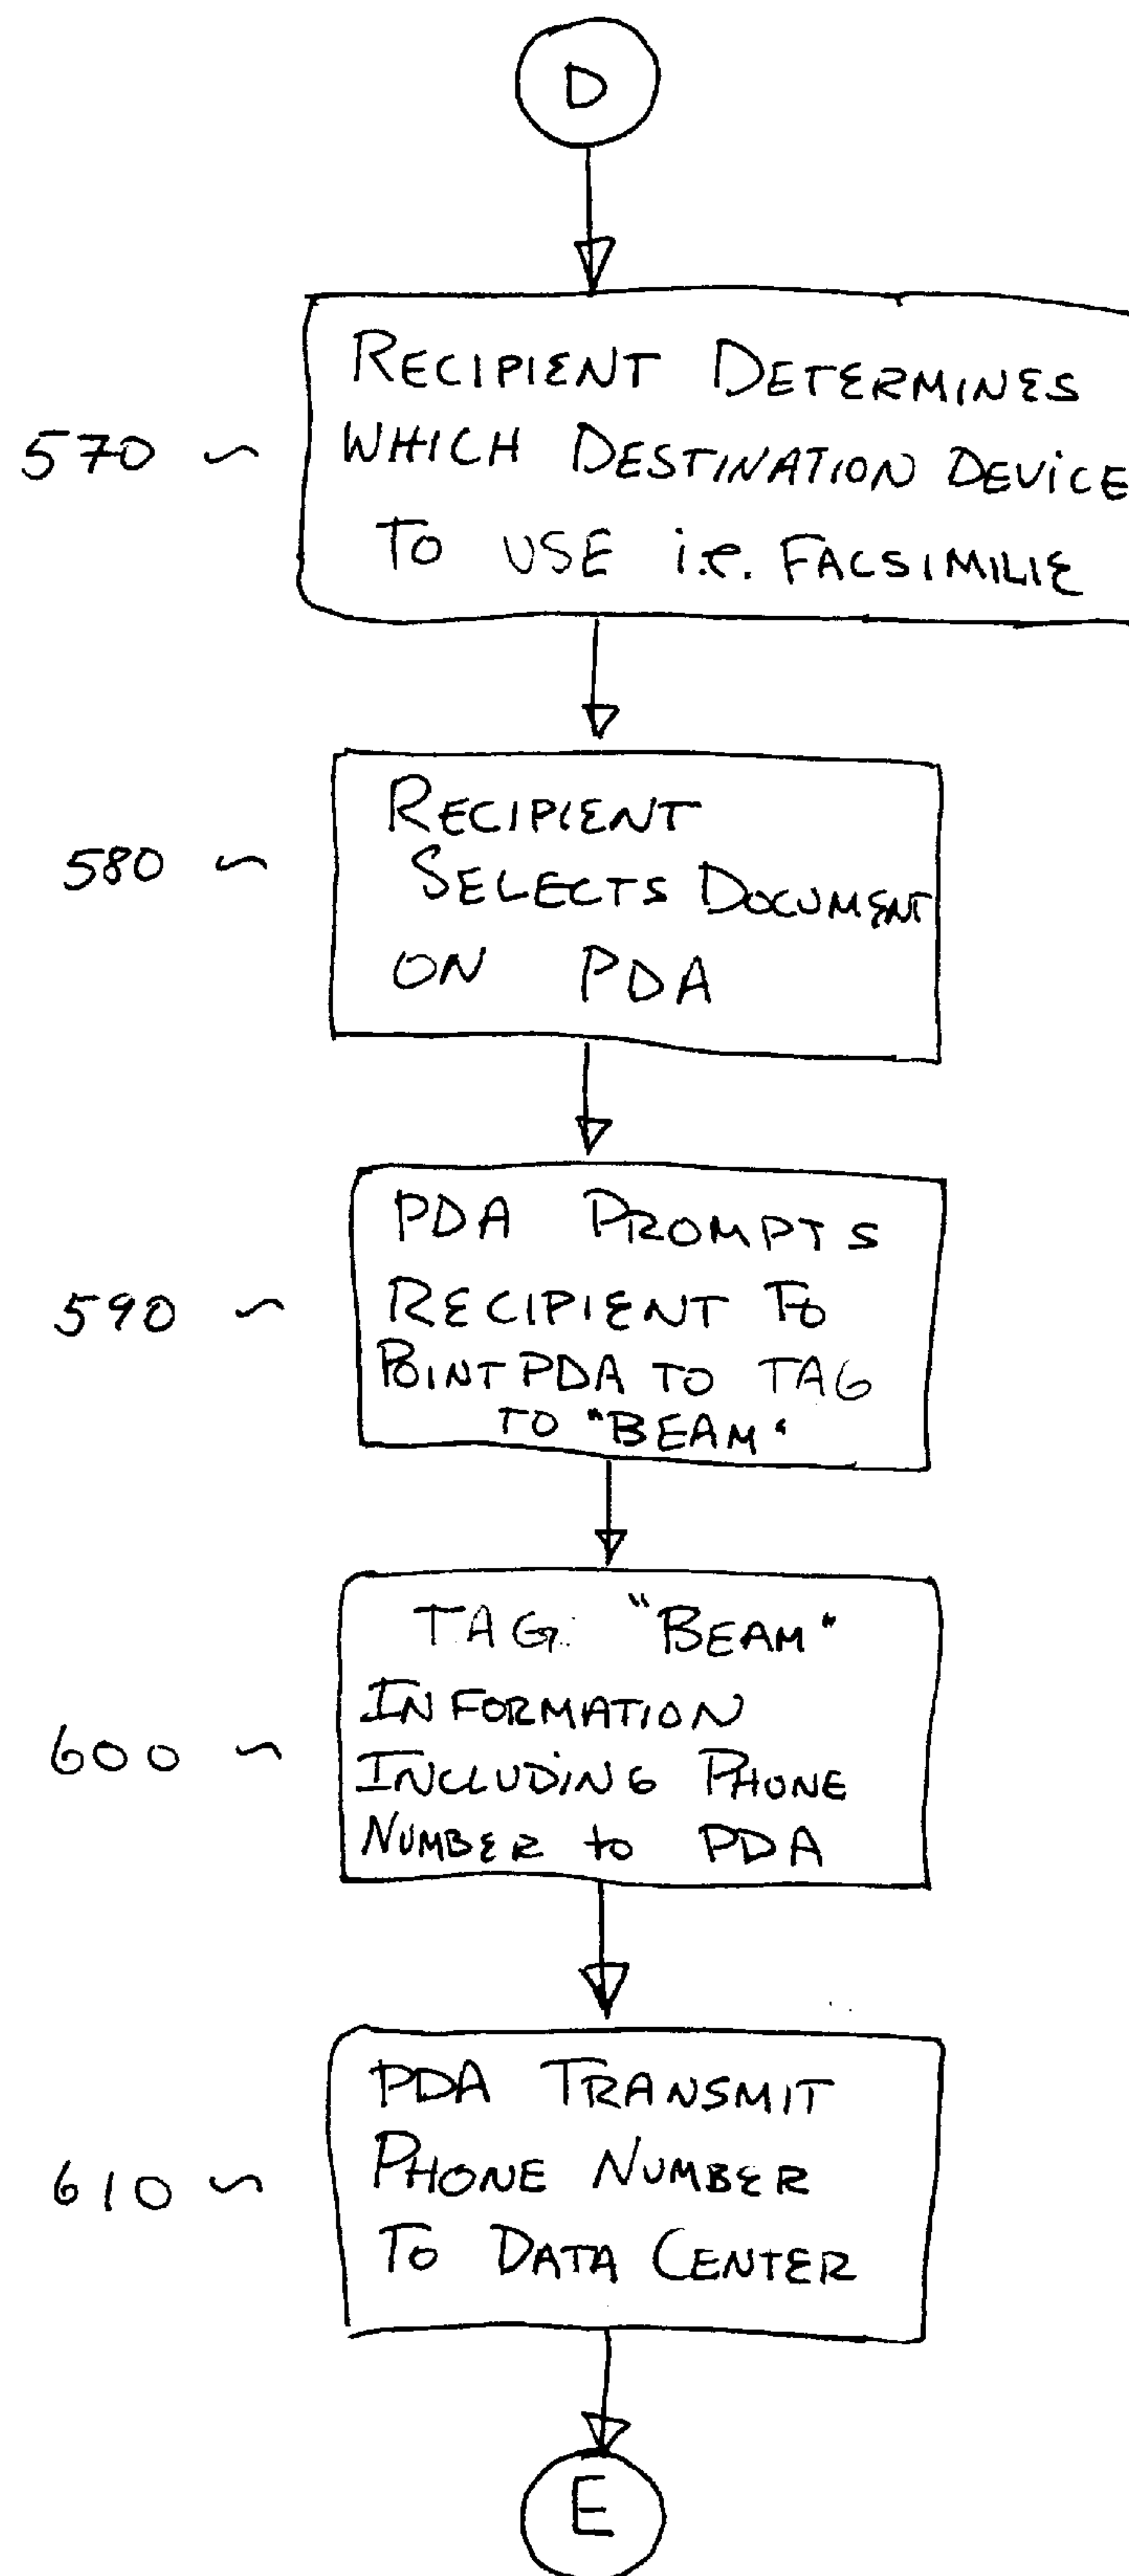 D
RECIPIENT DETERMINES
570 ~ WHICH DESTINATION DEVICE
TO USE i.e. FACSIMILIE
RECIPIENT
580 ~ SELECTS DOCUMENT
ON PDA
PDA PROMPTS
590 ~ RECIPIENT TO
POINT PDA TO TAG
TO "BEAM"
TAG "BEAM"
INFORMATION
600 ~ INCLUDING PHONE
NUMBER to PDA
PDA TRANSMIT
610 ~ PHONE NUMBER
TO DATA CENTER
E